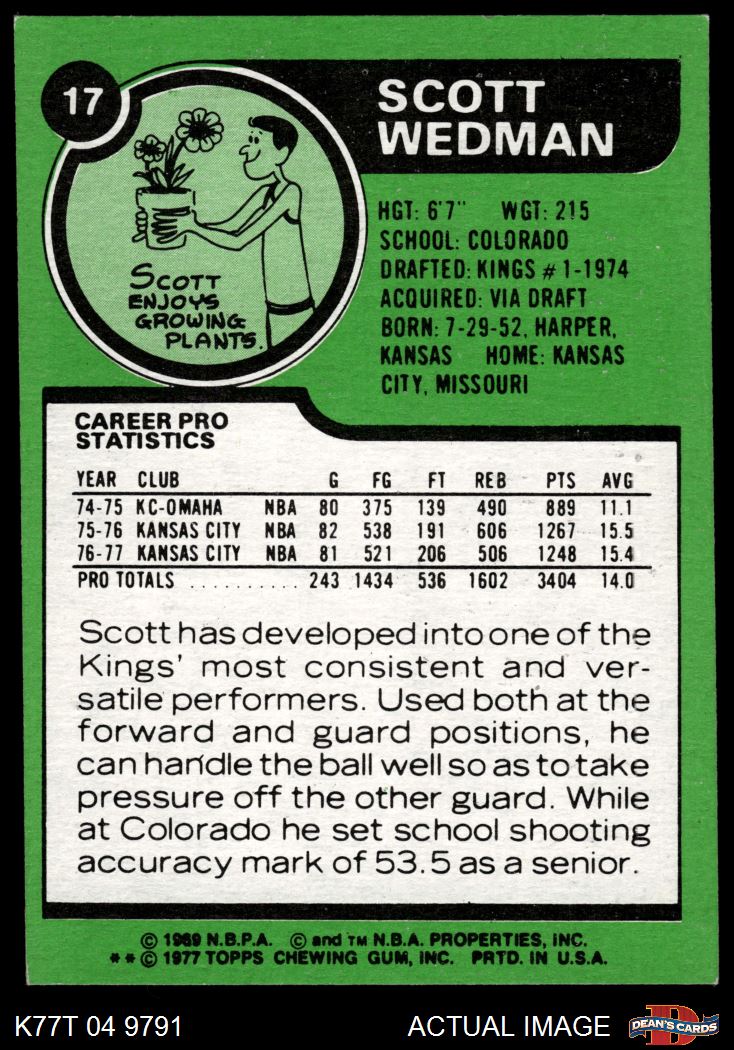 17
SCOTT
WEDMAN
SCOTT
ENJOYS
GROWING
PLANTS.
HGT: 6'7" WGT: 215
SCHOOL: COLORADO
DRAFTED: KINGS #1-1974
ACQUIRED: VIA DRAFT
BORN: 7-29-52, HARPER,
KANSAS HOME: KANSAS
CITY, MISSOURI
CAREER PRO
STATISTICS
YEAR CLUB G FG FT REB PTS AVG
74-75 KC-OMAHA NBA 80 375 139 490 889 11.1
75-76 KANSAS CITY NBA 82 538 191 606 1267 15.5
76-77 KANSAS CITY NBA 81 521 206 506 1248 15.4
PRO TOTALS .......... 243 1434 536 1602 3404 14.0
Scott has developed into one of the
Kings' most consistent and ver-
satile performers. Used both at the
forward and guard positions, he
can handle the ball well so as to take
pressure off the other guard. While
at Colorado he set school shooting
accuracy mark of 53.5 as a senior.
© 1969 N.B.P.A. © and TM N.B.A. PROPERTIES, INC.
**© 1977 TOPPS CHEWING GUM, INC. PRTD. IN U.S.A.
K77T 04 9791 ACTUAL IMAGE DEAN'S CARDS